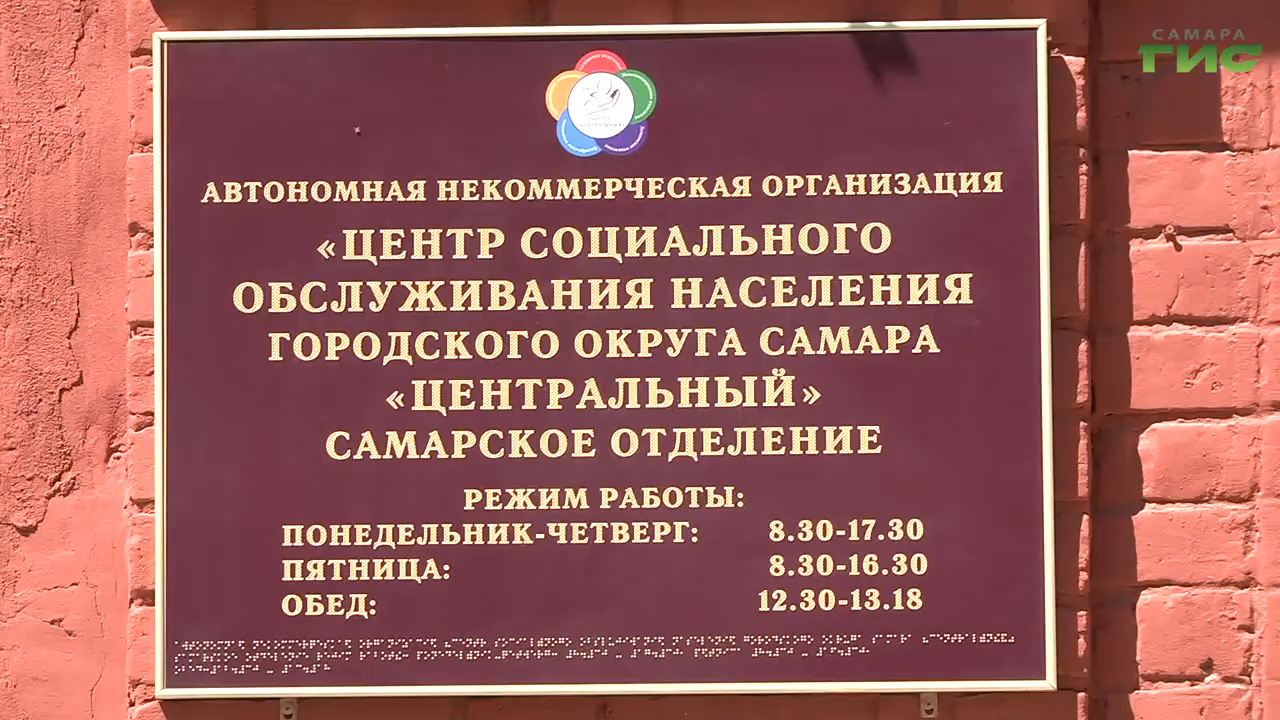 САМАРА
ГИС
АВТОНОМНАЯ НЕКОММЕРЧЕСКАЯ ОРГАНИЗАЦИЯ
«ЦЕНТР СОЦИАЛЬНОГО
ОБСЛУЖИВАНИЯ НАСЕЛЕНИЯ
ГОРОДСКОГО ОКРУГА САМАРА
«ЦЕНТРАЛЬНЫЙ»
САМАРСКОЕ ОТДЕЛЕНИЕ
РЕЖИМ РАБОТЫ:
ПОНЕДЕЛЬНИК-ЧЕТВЕРГ: 8.30-17.30
ПЯТНИЦА: 8.30-16.30
ОБЕД: 12.30-13.18